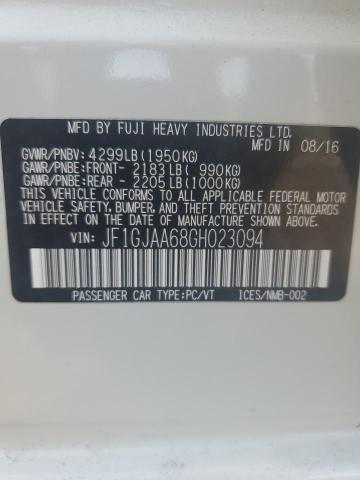 MFD BY FUJI HEAVY INDUSTRIES LTD.
MFD IN 08/16
GVWR/PNBV: 4299LB(1950KG)
GAWR/PNBE:FRONT- 2183LB( 990KG)
GAWR/PNBE:REAR - 2205LB(1000KG)
THIS VEHICLE CONFORMS TO ALL APPLICABLE FEDERAL MOTOR
VEHICLE SAFETY, BUMPER, AND THEFT PREVENTION
STANDARDS IN EFFECT ON THE DATE OF MANUFACTURE SHOWN ABOVE.
VIN: JF1GJAA68GH023094
PASSENGER CAR TYPE:PC/VT ICES/NMB-002